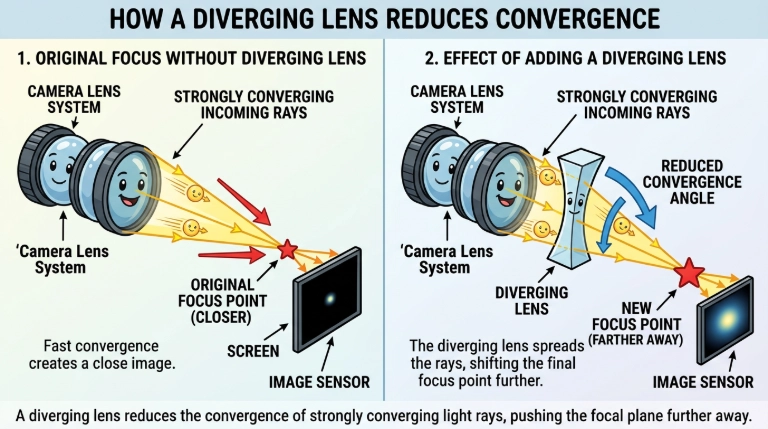 HOW A DIVERGING LENS REDUCES CONVERGENCE
1. ORIGINAL FOCUS WITHOUT DIVERGING LENS
CAMERA LENS
SYSTEM
STRONGLY CONVERGING
INCOMING RAYS
'Camera Lens
System
ORIGINAL
FOCUS POINT
(CLOSER)
SCREEN
IMAGE SENSOR
Fast convergence
creates a close image.
2. EFFECT OF ADDING A DIVERGING LENS
CAMERA LENS
SYSTEM
STRONGLY CONVERGING
INCOMING RAYS
REDUCED
CONVERGENCE
ANGLE
'Camera Lens
System
DIVERGING
LENS
NEW
FOCUS POINT
(FARTHER AWAY)
IMAGE SENSOR
The diverging lens spreads
the rays, shifting the final
focus point further.
A diverging lens reduces the convergence of strongly converging light rays, pushing the focal plane further away.